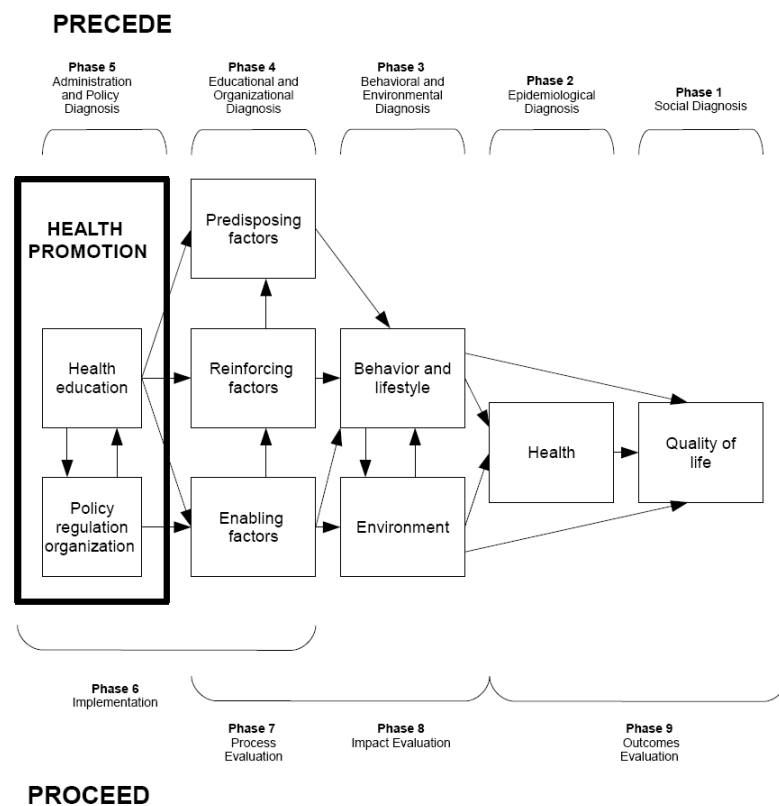 PRECEDE
Phase 5
Administration
and Policy
Diagnosis
Phase 4
Educational and
Organizational
Diagnosis
Phase 3
Behavioral and
Environmental
Diagnosis
Phase 2
Epidemiological
Diagnosis
Phase 1
Social Diagnosis
HEALTH
PROMOTION
Predisposing
factors
Health
education
Reinforcing
factors
Behavior and
lifestyle
Health
Quality of
life
Policy
regulation
organization
Enabling
factors
Environment
Phase 6
Implementation
Phase 7
Process
Evaluation
Phase 8
Impact Evaluation
Phase 9
Outcomes
Evaluation
PROCEED